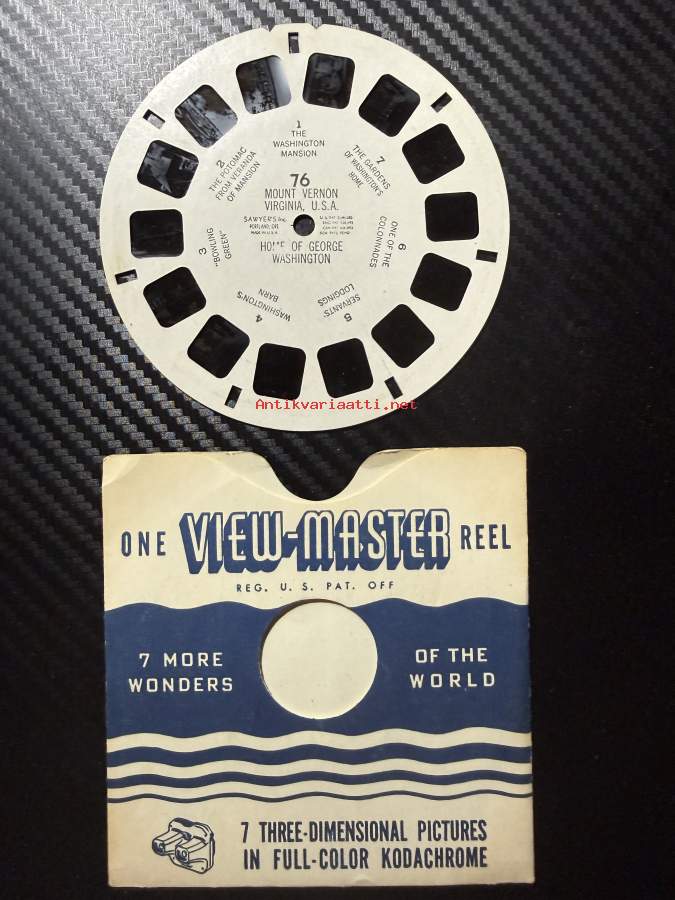 1
THE
WASHINGTON
MANSION
2
THE POTOMAC
FROM VERANDA
OF MANSION
3
"BOWLING
GREEN"
4
WASHINGTON'S
BARN
5
SERVANTS'
LODGINGS
6
ONE OF THE
COLONNADES
7
THE GARDENS
OF WASHINGTON'S
HOME
76
MOUNT VERNON
VIRGINIA, U.S.A.
SAWYER'S Inc.
PORTLAND, ORE.
MADE IN U.S.A.
HOME OF GEORGE
WASHINGTON
Antikvariaatti.net
ONE VIEW-MASTER REEL
REG. U. S. PAT. OFF
7 MORE
WONDERS
OF THE
WORLD
7 THREE-DIMENSIONAL PICTURES
IN FULL-COLOR KODACHROME